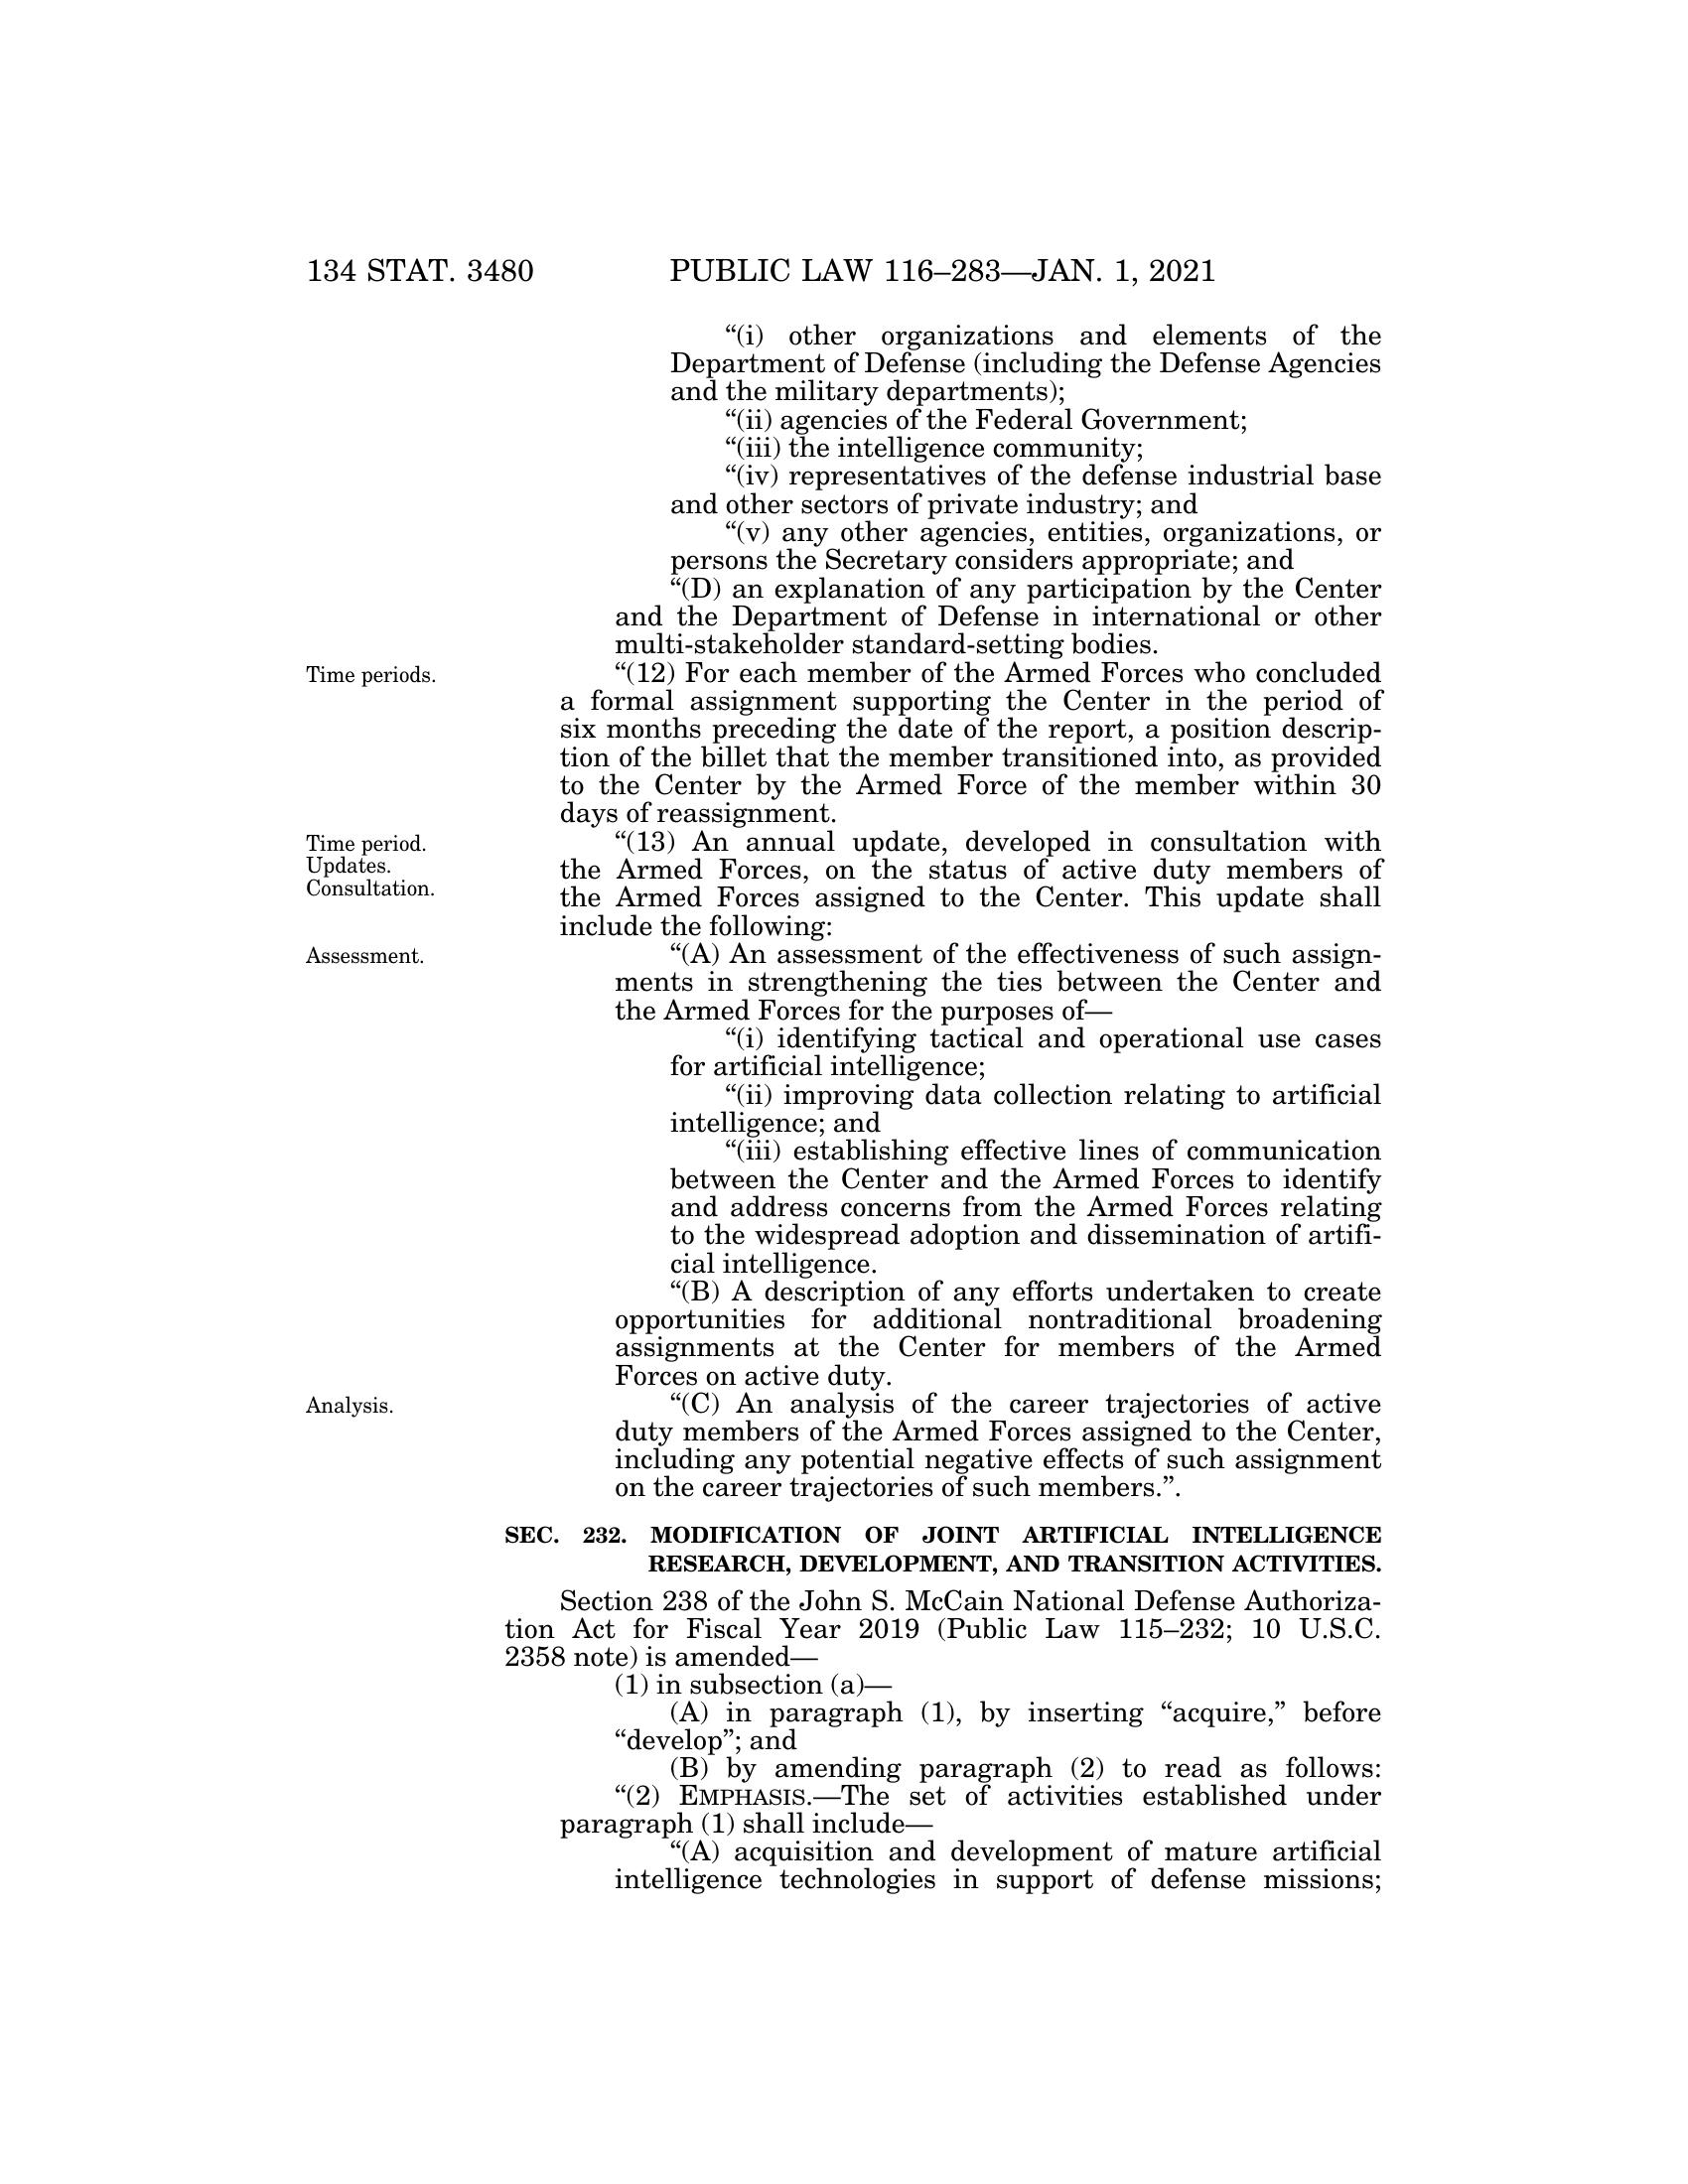 134 STAT. 3480 PUBLIC LAW 116–283—JAN. 1, 2021
“(i) other organizations and elements of the
Department of Defense (including the Defense Agencies
and the military departments);
“(ii) agencies of the Federal Government;
“(iii) the intelligence community;
“(iv) representatives of the defense industrial base
and other sectors of private industry; and
“(v) any other agencies, entities, organizations, or
persons the Secretary considers appropriate; and
“(D) an explanation of any participation by the Center
and the Department of Defense in international or other
multi-stakeholder standard-setting bodies.
Time periods.
“(12) For each member of the Armed Forces who concluded
a formal assignment supporting the Center in the period of
six months preceding the date of the report, a position descrip-
tion of the billet that the member transitioned into, as provided
to the Center by the Armed Force of the member within 30
days of reassignment.
Time period.
Updates.
Consultation.
“(13) An annual update, developed in consultation with
the Armed Forces, on the status of active duty members of
the Armed Forces assigned to the Center. This update shall
include the following:
Assessment.
“(A) An assessment of the effectiveness of such assign-
ments in strengthening the ties between the Center and
the Armed Forces for the purposes of—
“(i) identifying tactical and operational use cases
for artificial intelligence;
“(ii) improving data collection relating to artificial
intelligence; and
“(iii) establishing effective lines of communication
between the Center and the Armed Forces to identify
and address concerns from the Armed Forces relating
to the widespread adoption and dissemination of artifi-
cial intelligence.
“(B) A description of any efforts undertaken to create
opportunities for additional nontraditional broadening
assignments at the Center for members of the Armed
Forces on active duty.
Analysis.
“(C) An analysis of the career trajectories of active
duty members of the Armed Forces assigned to the Center,
including any potential negative effects of such assignment
on the career trajectories of such members.”.
SEC. 232. MODIFICATION OF JOINT ARTIFICIAL INTELLIGENCE
RESEARCH, DEVELOPMENT, AND TRANSITION ACTIVITIES.
Section 238 of the John S. McCain National Defense Authoriza-
tion Act for Fiscal Year 2019 (Public Law 115–232; 10 U.S.C.
2358 note) is amended—
(1) in subsection (a)—
(A) in paragraph (1), by inserting “acquire,” before
“develop”; and
(B) by amending paragraph (2) to read as follows:
“(2) EMPHASIS.—The set of activities established under
paragraph (1) shall include—
“(A) acquisition and development of mature artificial
intelligence technologies in support of defense missions;